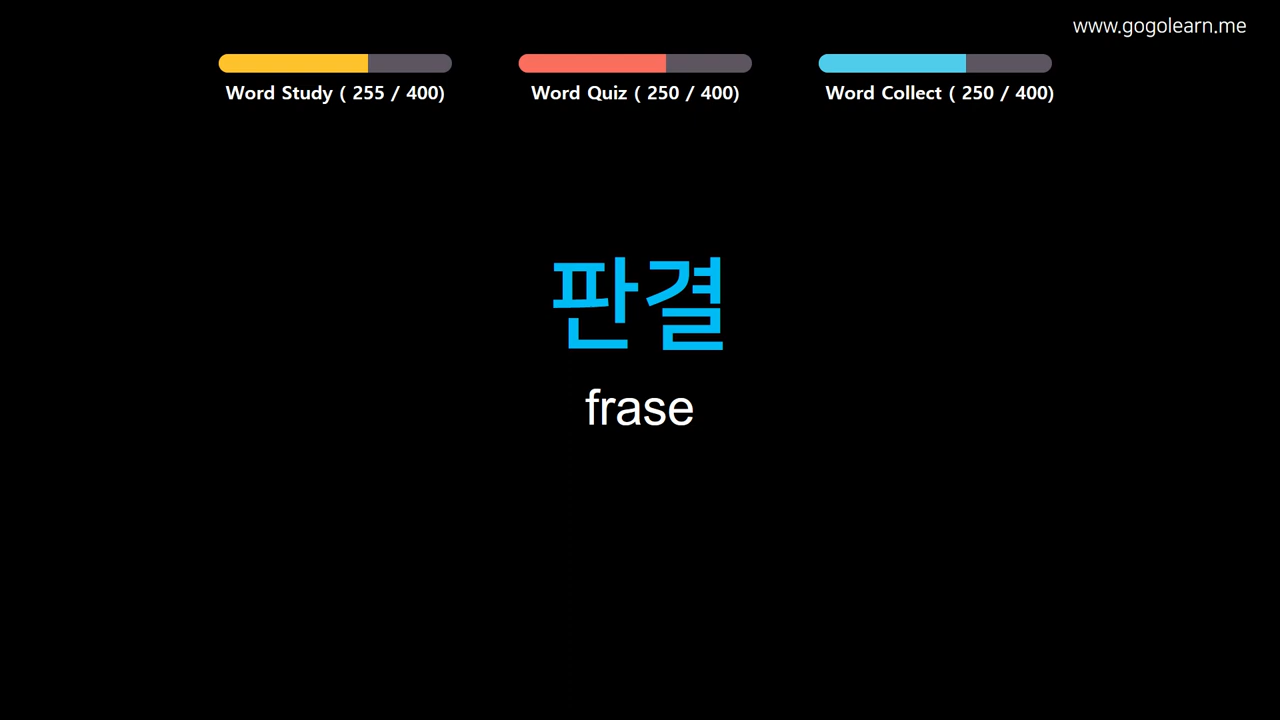 www.gogolearn.me
Word Study ( 255 / 400)
Word Quiz ( 250 / 400)
Word Collect ( 250 / 400)
판결
frase